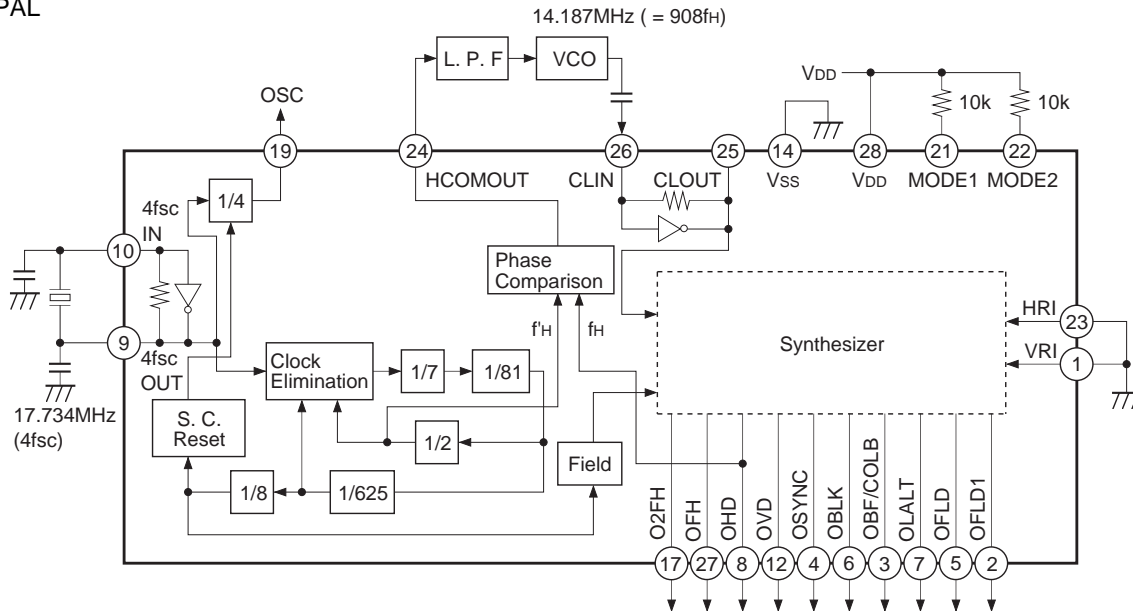 PAL
14.187MHz ( = 908fH)
L. P. F
VCO
VDD
10k
10k
OSC
19
24
26
25
14
28
21
22
HCOMOUT
CLIN
CLOUT
VSS
VDD
MODE1
MODE2
4fsc
1/4
10
IN
Phase
Comparison
HRI
23
f'H
fH
Synthesizer
VRI
1
9
4fsc
OUT
Clock
Elimination
1/7
1/81
17.734MHz
(4fsc)
S. C.
Reset
1/2
Field
1/8
1/625
O2FH
OFH
OHD
OVD
OSYNC
OBLK
OBF/COLB
OLALT
OFLD
OFLD1
17
27
8
12
4
6
3
7
5
2